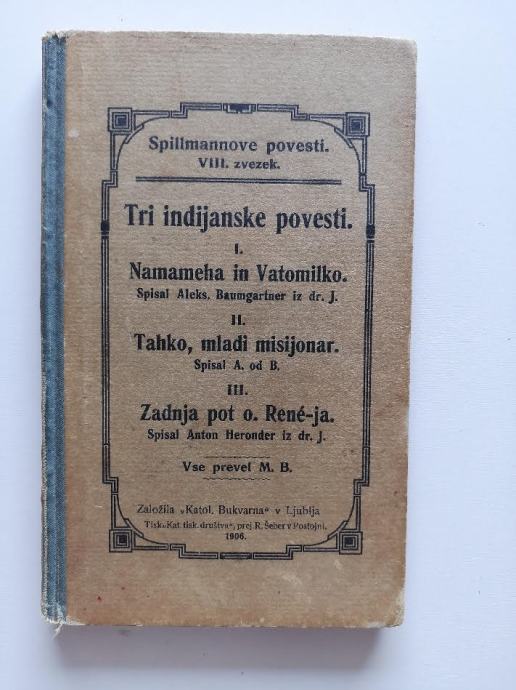 Spillmannove povesti.
VIII. zvezek.
Tri indijanske povesti.
I.
Namameha in Vatomilko.
Spisal Aleks. Baumgartner iz dr. J.
II.
Tahko, mladi misijonar.
Spisal A. od B.
III.
Zadnja pot o. René-ja.
Spisal Anton Heronder iz dr. J.
Vse prevel M. B.
Založila „Katol. Bukvarna“ v Ljublja
Tisk „Kat. tisk. društva“, prej R. Šeber v Postojni.
1906.